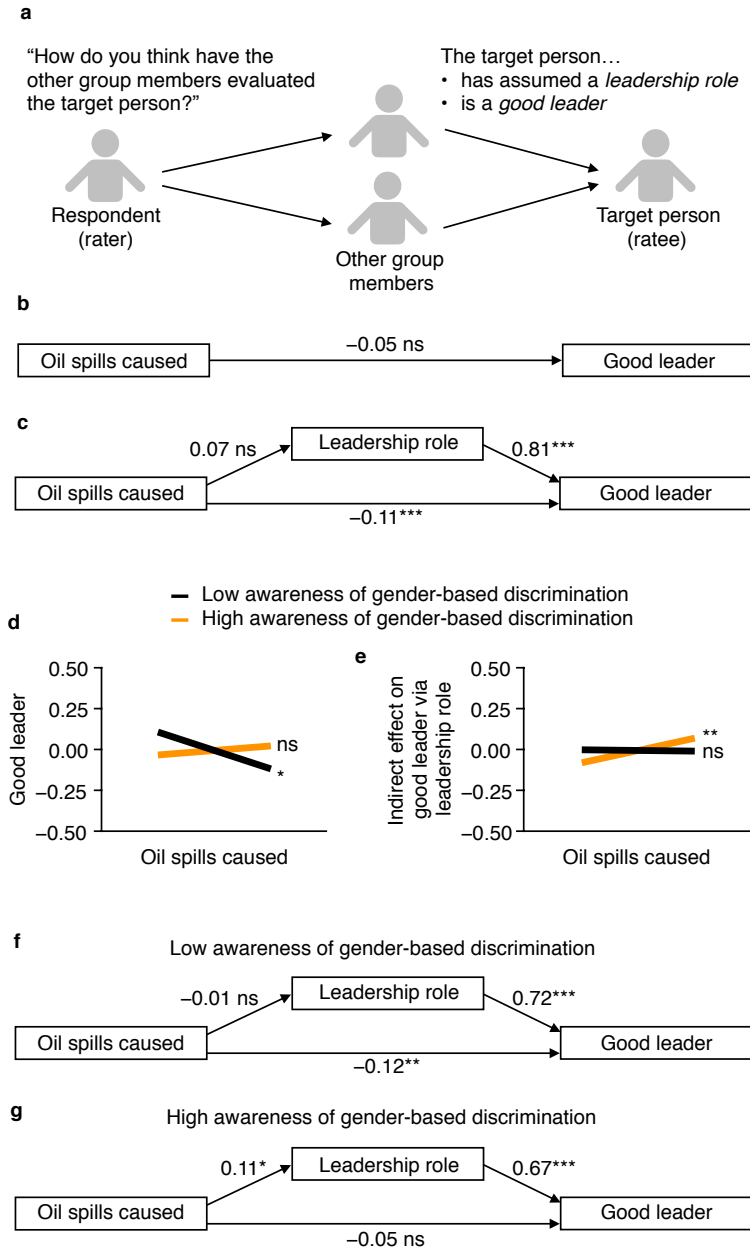 a
“How do you think have the
other group members evaluated
the target person?”
The target person…
• has assumed a leadership role
• is a good leader
Respondent
(rater)
Other group
members
Target person
(ratee)
b
Oil spills caused
−0.05 ns
Good leader
c
0.07 ns
Leadership role
0.81***
Oil spills caused
Good leader
−0.11***
Low awareness of gender-based discrimination
High awareness of gender-based discrimination
d
Good leader
0.50
0.25
0.00
−0.25
−0.50
ns
*
Oil spills caused
e
Indirect effect on
good leader via
leadership role
0.50
0.25
0.00
−0.25
−0.50
**
ns
Oil spills caused
f
Low awareness of gender-based discrimination
−0.01 ns
Leadership role
0.72***
Oil spills caused
Good leader
−0.12**
g
High awareness of gender-based discrimination
0.11*
Leadership role
0.67***
Oil spills caused
Good leader
−0.05 ns